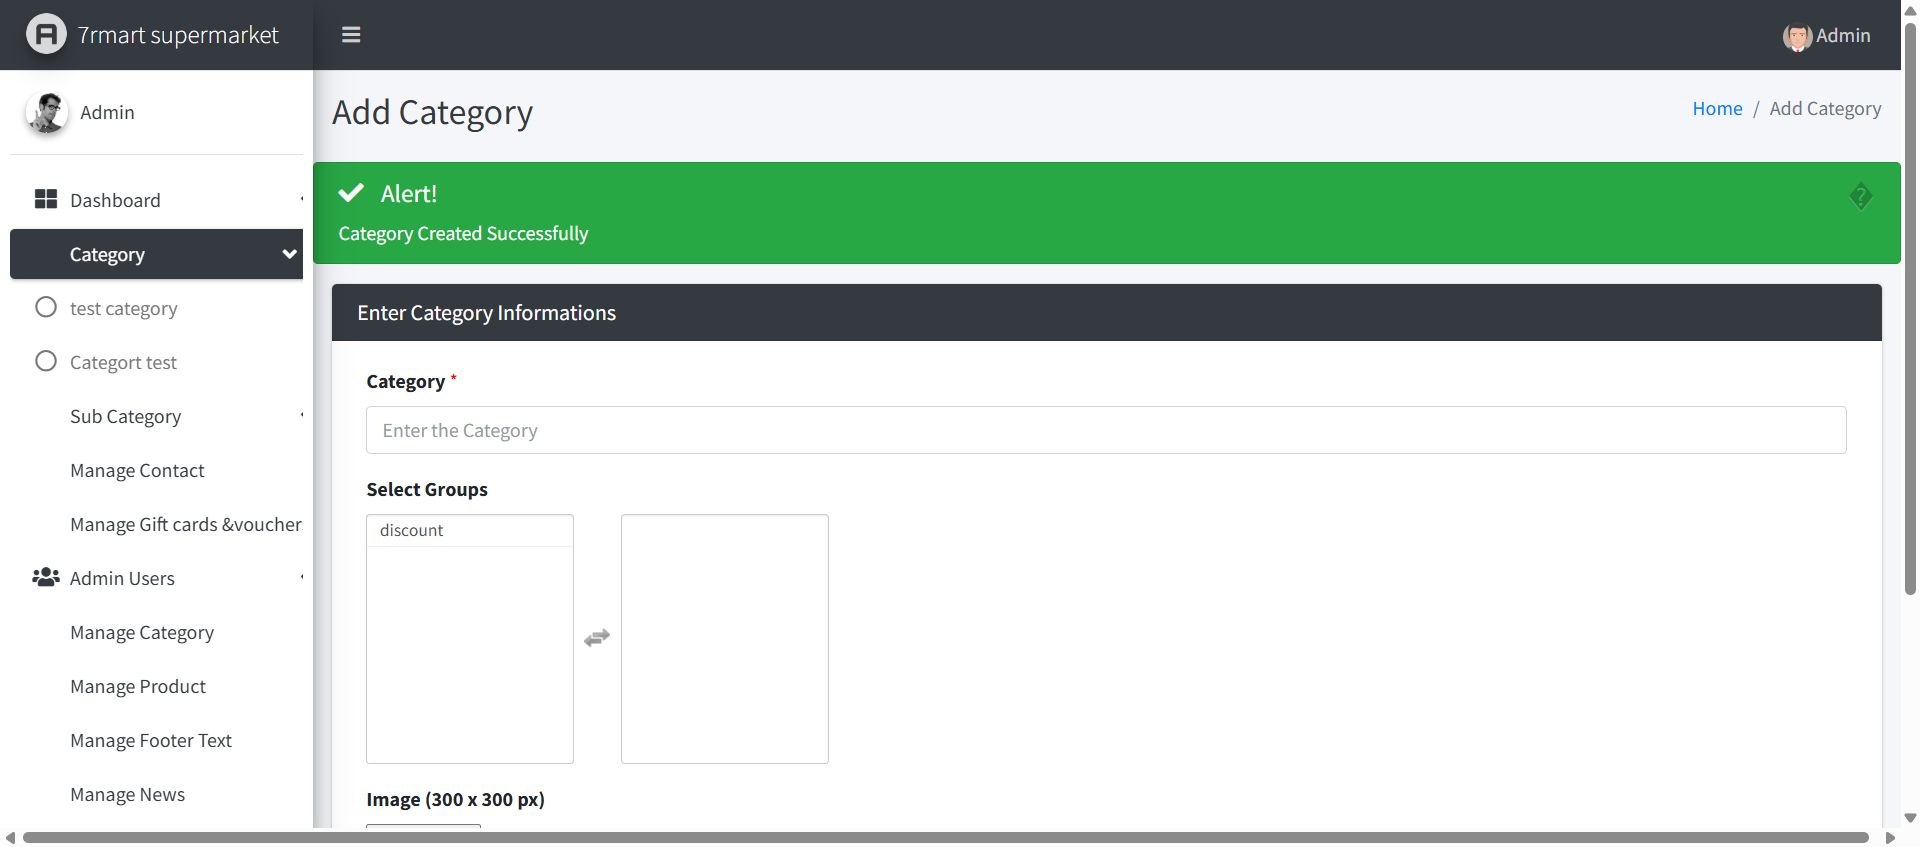 7rmart supermarket
Admin
Admin
Add Category
Home / Add Category
Dashboard
Category
test category
Categort test
Sub Category
Manage Contact
Manage Gift cards &voucher
Admin Users
Manage Category
Manage Product
Manage Footer Text
Manage News
Alert!
Category Created Successfully
Enter Category Informations
Category *
Enter the Category
Select Groups
discount
Image (300 x 300 px)